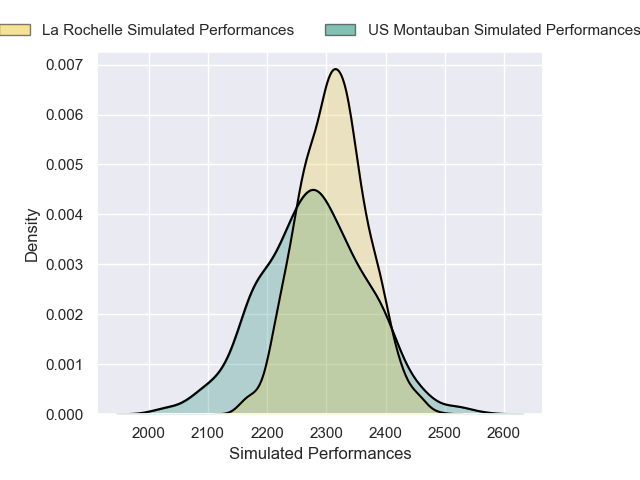 La Rochelle Simulated Performances US Montauban Simulated Performances
0.007
0.006
0.005
0.004
0.003
0.002
0.001
0.000
Density
2000 2100 2200 2300 2400 2500 2600
Simulated Performances